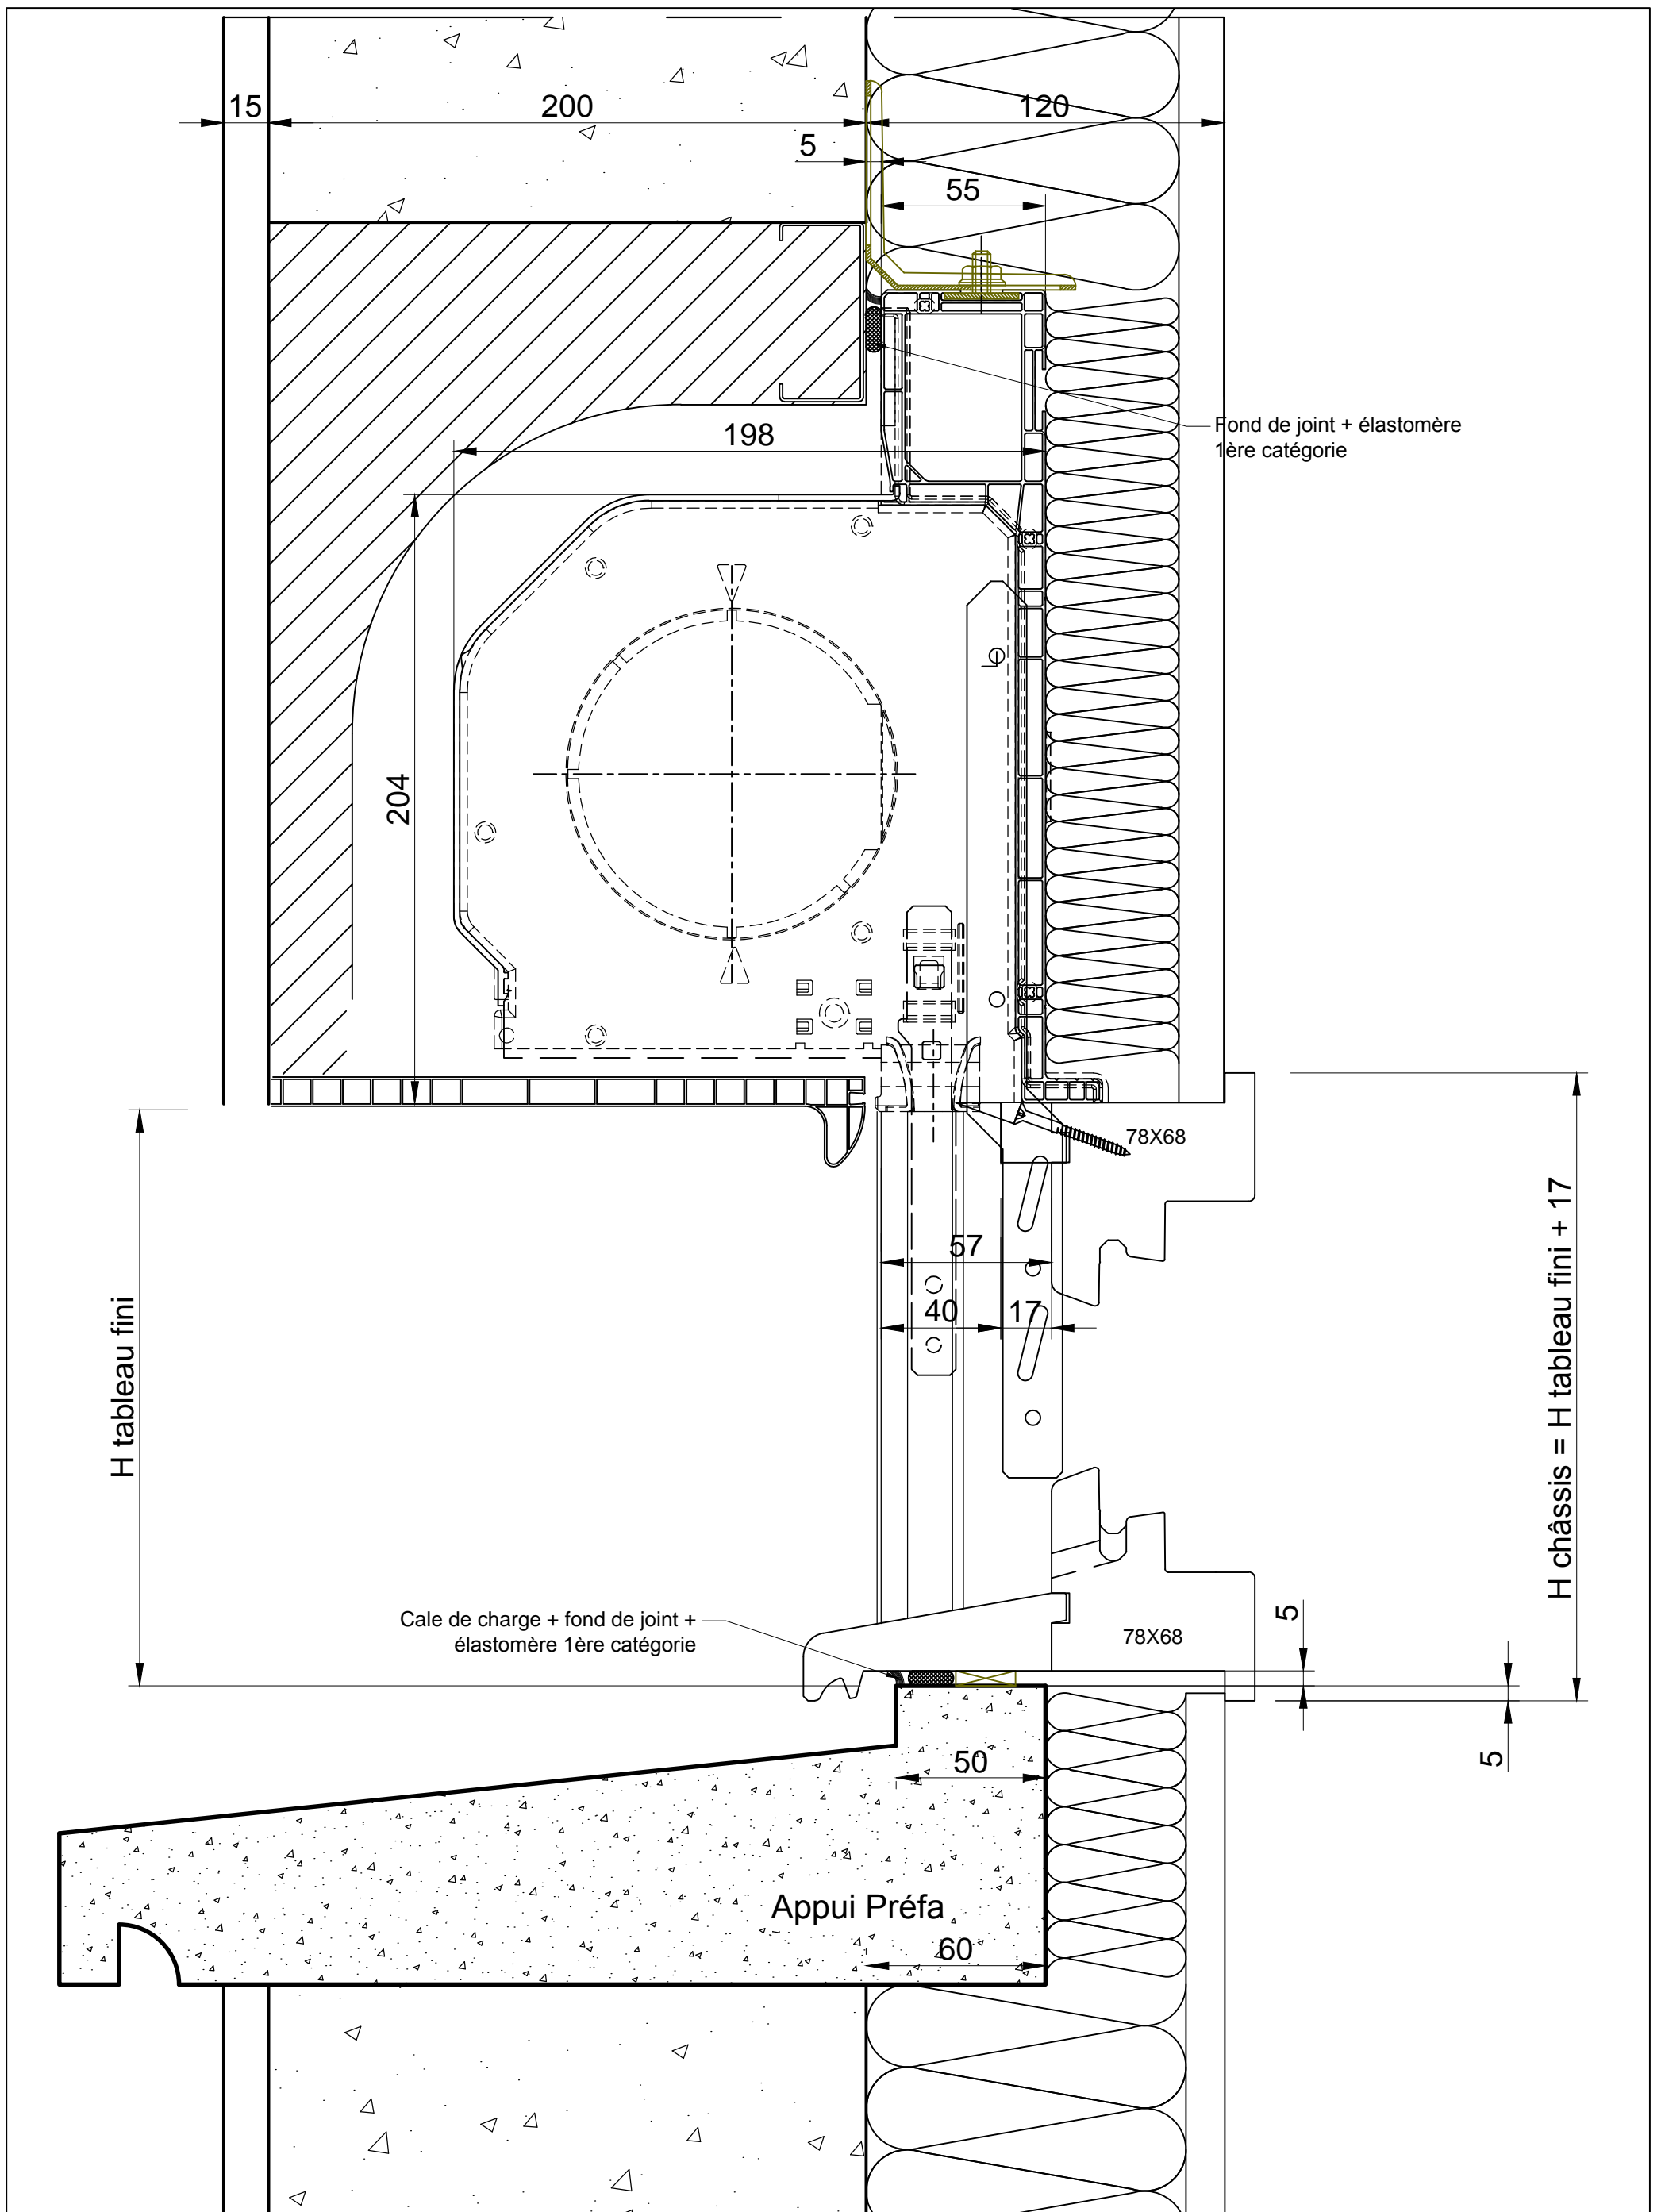 15
200
120
5
55
198
Fond de joint + élastomère
1ère catégorie
204
78X68
57
40
17
H tableau fini
H châssis = H tableau fini + 17
Cale de charge + fond de joint +
élastomère 1ère catégorie
78X68
5
5
50
Appui Préfa
60